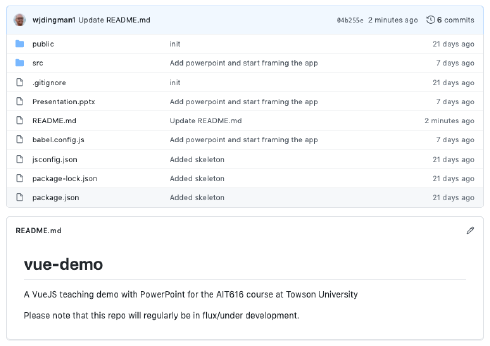 wjdingman1 Update README.md 04b255e 2 minutes ago 6 commits
public init 21 days ago
src Add powerpoint and start framing the app 7 days ago
.gitignore init 21 days ago
Presentation.pptx Add powerpoint and start framing the app 7 days ago
README.md Update README.md 2 minutes ago
babel.config.js Add powerpoint and start framing the app 7 days ago
jsconfig.json Added skeleton 21 days ago
package-lock.json Added skeleton 21 days ago
package.json Added skeleton 21 days ago
README.md
vue-demo
A VueJS teaching demo with PowerPoint for the AIT616 course at Towson University
Please note that this repo will regularly be in flux/under development.